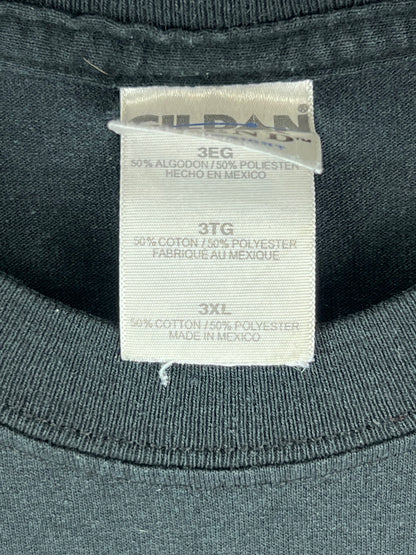 GILDAN®
3EG
50% ALGODON / 50% POLIESTER
HECHO EN MEXICO
3TG
50% COTON / 50% POLYESTER
FABRIQUE AU MEXIQUE
3XL
50% COTTON / 50% POLYESTER
MADE IN MEXICO